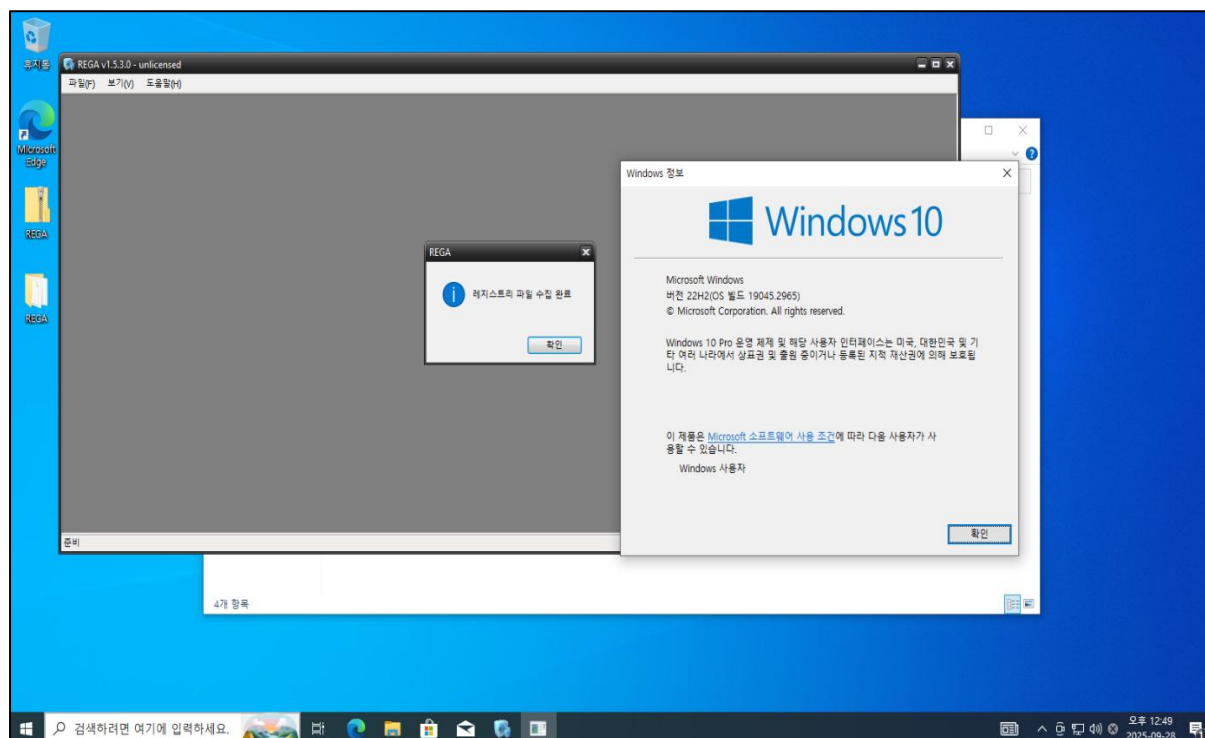 휴지통
Microsoft
Edge
REGA
REGA
REGA v1.5.3.0 - unlicensed
파일(F) 보기(V) 도움말(H)
REGA
레지스트리 파일 수집 완료
확인
준비
Windows 정보
Windows 10
Microsoft Windows
버전 22H2(OS 빌드 19045.2965)
© Microsoft Corporation. All rights reserved.
Windows 10 Pro 운영 체제 및 해당 사용자 인터페이스는 미국, 대한민국 및 기
타 여러 나라에서 상표권 및 출원 중이거나 등록된 지적 재산권에 의해 보호됩
니다.
이 제품은 Microsoft 소프트웨어 사용 조건에 따라 다음 사용자가 사
용할 수 있습니다.
Windows 사용자
확인
4개 항목
검색하려면 여기에 입력하세요.
오후 12:49
2025-09-28